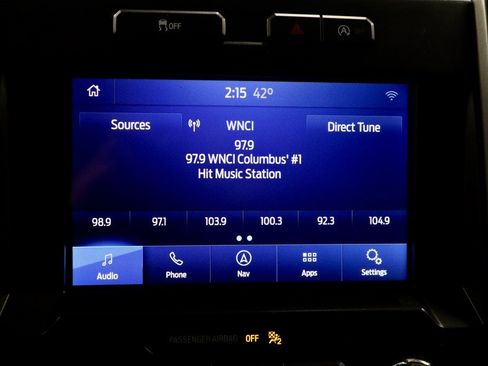 OFF
2:15 42°
Sources WNCI Direct Tune
97.9
97.9 WNCI Columbus' #1
Hit Music Station
98.9 97.1 103.9 100.3 92.3 104.9
Audio Phone Nav Apps Settings
PASSENGER AIRBAG OFF 2